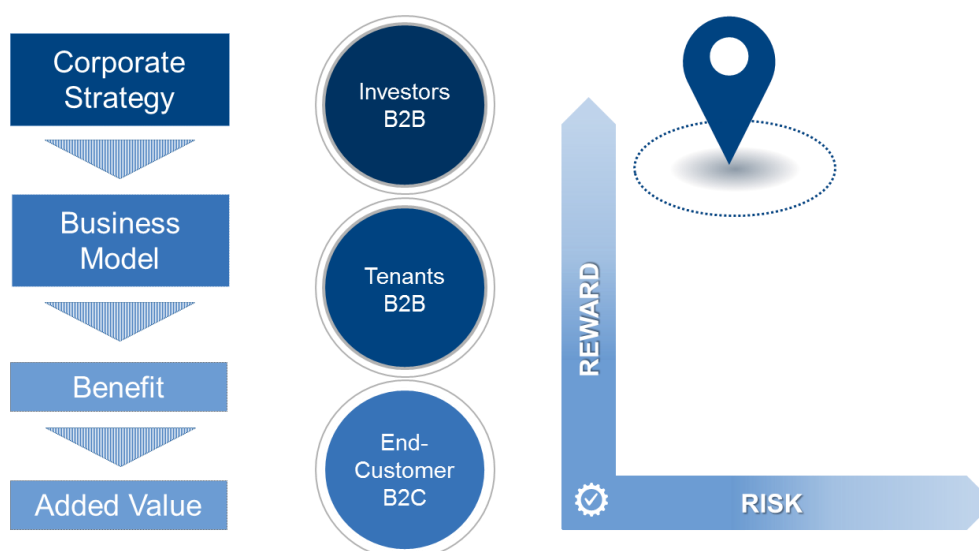 Corporate
Strategy
Business
Model
Benefit
Added Value
Investors
B2B
Tenants
B2B
End-
Customer
B2C
REWARD
RISK